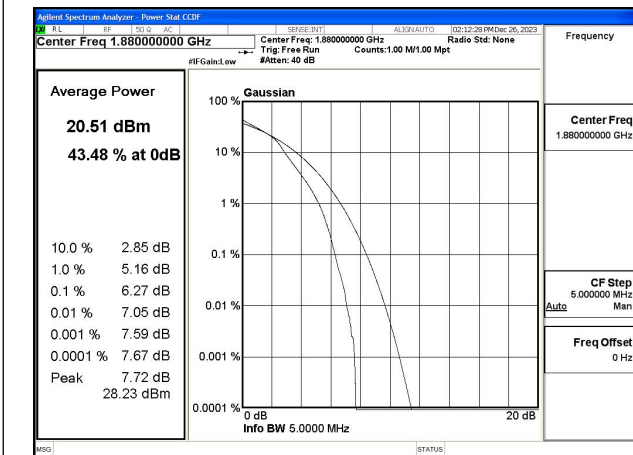 Agilent Spectrum Analyzer - Power Stat CCDF
RL RF 50 Ω AC SENSE:INT ALIGN AUTO 02:12:28 PM Dec 26, 2023
Center Freq 1.880000000 GHz
Center Freq: 1.880000000 GHz Radio Std: None
Trig: Free Run Counts:1.00 M/1.00 Mpt
#IFGain:Low #Atten: 40 dB
Frequency
Average Power
20.51 dBm
43.48 % at 0dB
10.0 % 2.85 dB
1.0 % 5.16 dB
0.1 % 6.27 dB
0.01 % 7.05 dB
0.001 % 7.59 dB
0.0001 % 7.67 dB
Peak 7.72 dB
28.23 dBm
Gaussian
100 %
10 %
1 %
0.1 %
0.01 %
0.001 %
0.0001 %
0 dB 20 dB
Info BW 5.0000 MHz
Center Freq
1.880000000 GHz
CF Step
5.000000 MHz
Auto Man
Freq Offset
0 Hz
MSG STATUS